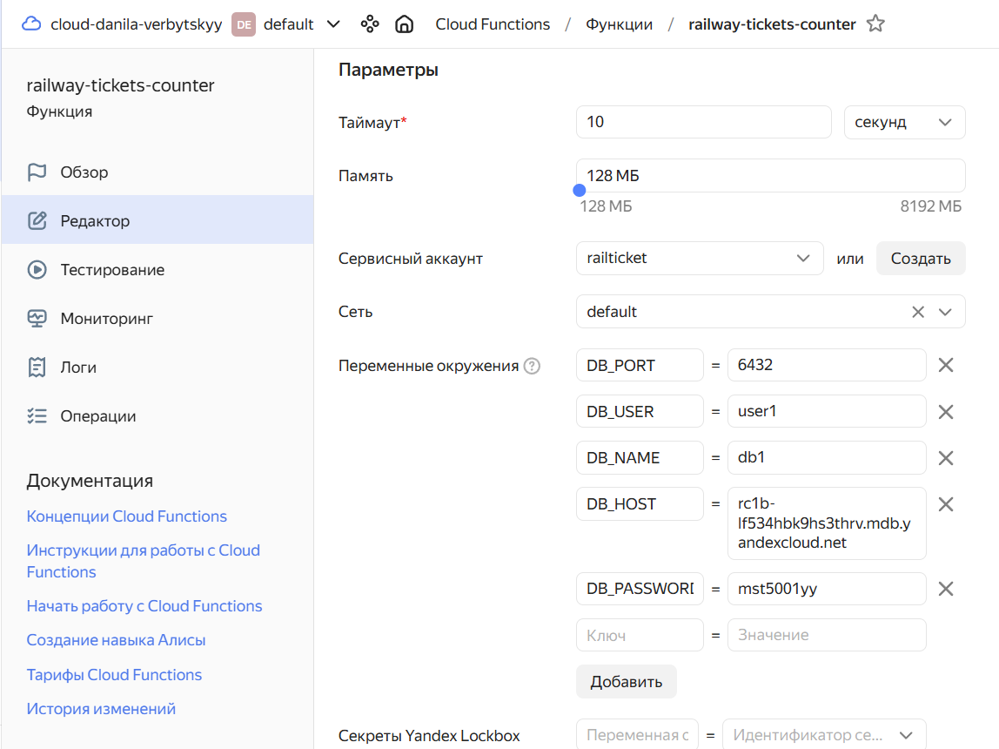 cloud-danila-verbytskyy DE default Cloud Functions / Функции / railway-tickets-counter
railway-tickets-counter
Функция
Обзор
Редактор
Тестирование
Мониторинг
Логи
Операции
Документация
Концепции Cloud Functions
Инструкции для работы с Cloud
Functions
Начать работу с Cloud Functions
Создание навыка Алисы
Тарифы Cloud Functions
История изменений
Параметры
Таймаут* 10 секунд
Память 128 МБ
128 МБ 8192 МБ
Сервисный аккаунт railticket или Создать
Сеть default
Переменные окружения ? DB_PORT = 6432
DB_USER = user1
DB_NAME = db1
DB_HOST = rc1b-
lf534hbk9hs3thrv.mdb.y
andexcloud.net
DB_PASSWORD = mst5001yy
Ключ = Значение
Добавить
Секреты Yandex Lockbox Переменная с = Идентификатор се...